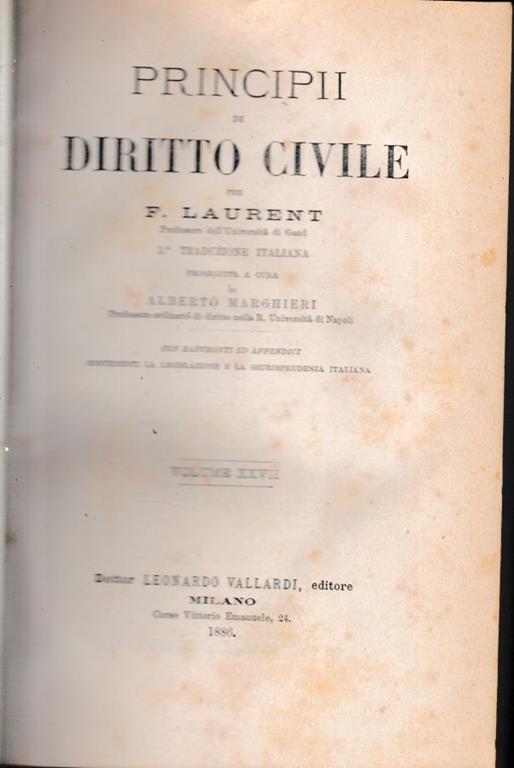 PRINCIPII
DI
DIRITTO CIVILE
PER
F. LAURENT
Professore dell'Università di Gand
1.ª TRADUZIONE ITALIANA
PROSEGUITA A CURA
ALBERTO MARGHIERI
Professore ordinario di diritto nella R. Università di Napoli
CON RAFFRONTI ED APPENDICI
CONCERNENTI LA LEGISLAZIONE E LA GIURISPRUDENZA ITALIANA
VOLUME XXVII
Dottor LEONARDO VALLARDI, editore
MILANO
Corso Vittorio Emanuele, 24.
1886.